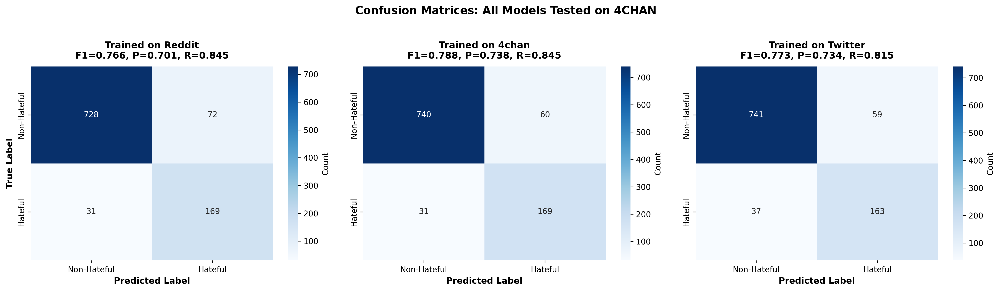 Confusion Matrices: All Models Tested on 4CHAN
Trained on Reddit
F1=0.766, P=0.701, R=0.845
True Label
Non-Hateful
Hateful
728
72
31
169
Non-Hateful
Hateful
Predicted Label
700
600
500
400
300
200
100
Count
Trained on 4chan
F1=0.788, P=0.738, R=0.845
Non-Hateful
Hateful
740
60
31
169
Non-Hateful
Hateful
Predicted Label
700
600
500
400
300
200
100
Count
Trained on Twitter
F1=0.773, P=0.734, R=0.815
Non-Hateful
Hateful
741
59
37
163
Non-Hateful
Hateful
Predicted Label
700
600
500
400
300
200
100
Count